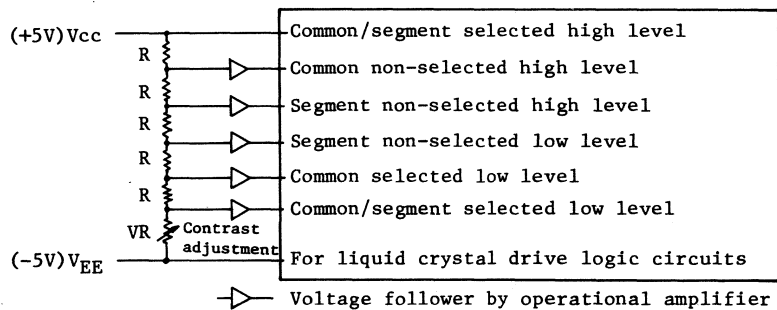 (+5V)Vcc
Common/segment selected high level
R
Common non-selected high level
R
Segment non-selected high level
R
Segment non-selected low level
R
Common selected low level
R
Common/segment selected low level
VR
Contrast
adjustment
(-5V)VEE
For liquid crystal drive logic circuits
Voltage follower by operational amplifier